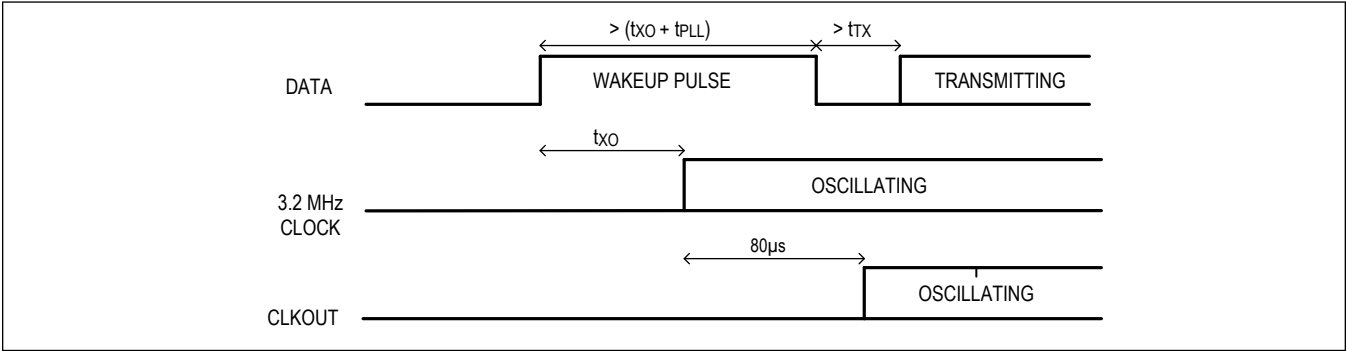 > (tXO + tPLL)
> tTX
DATA
WAKEUP PULSE
TRANSMITTING
tXO
3.2 MHz
CLOCK
OSCILLATING
80µs
CLKOUT
OSCILLATING